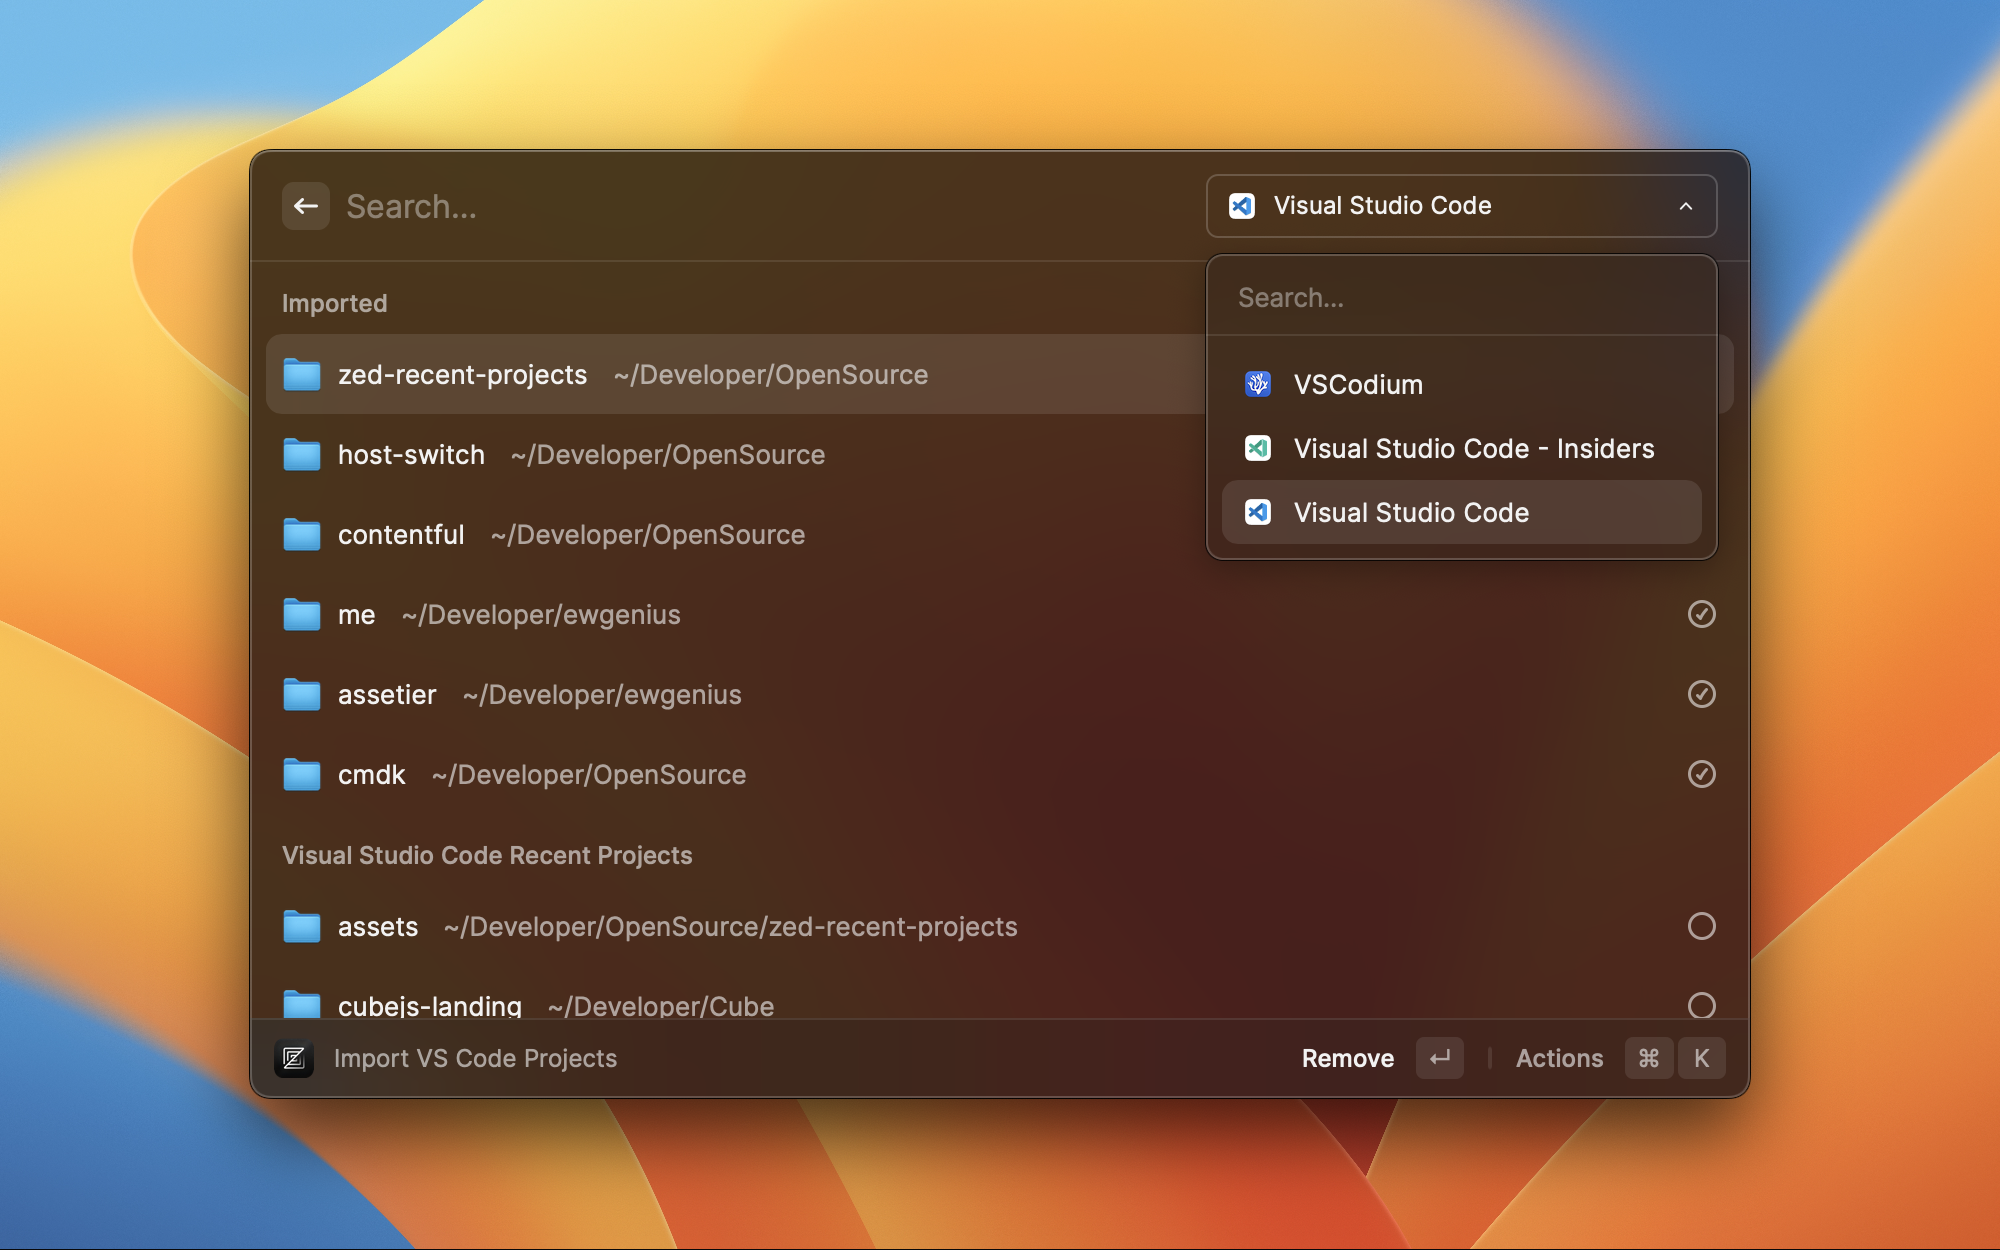 Search...
Visual Studio Code
Search...
VSCodium
Visual Studio Code - Insiders
Visual Studio Code
Imported
zed-recent-projects ~/Developer/OpenSource
host-switch ~/Developer/OpenSource
contentful ~/Developer/OpenSource
me ~/Developer/ewgenius
assetier ~/Developer/ewgenius
cmdk ~/Developer/OpenSource
Visual Studio Code Recent Projects
assets ~/Developer/OpenSource/zed-recent-projects
cubejs-landing ~/Developer/Cube
Import VS Code Projects
Remove ↵ | Actions ⌘ K